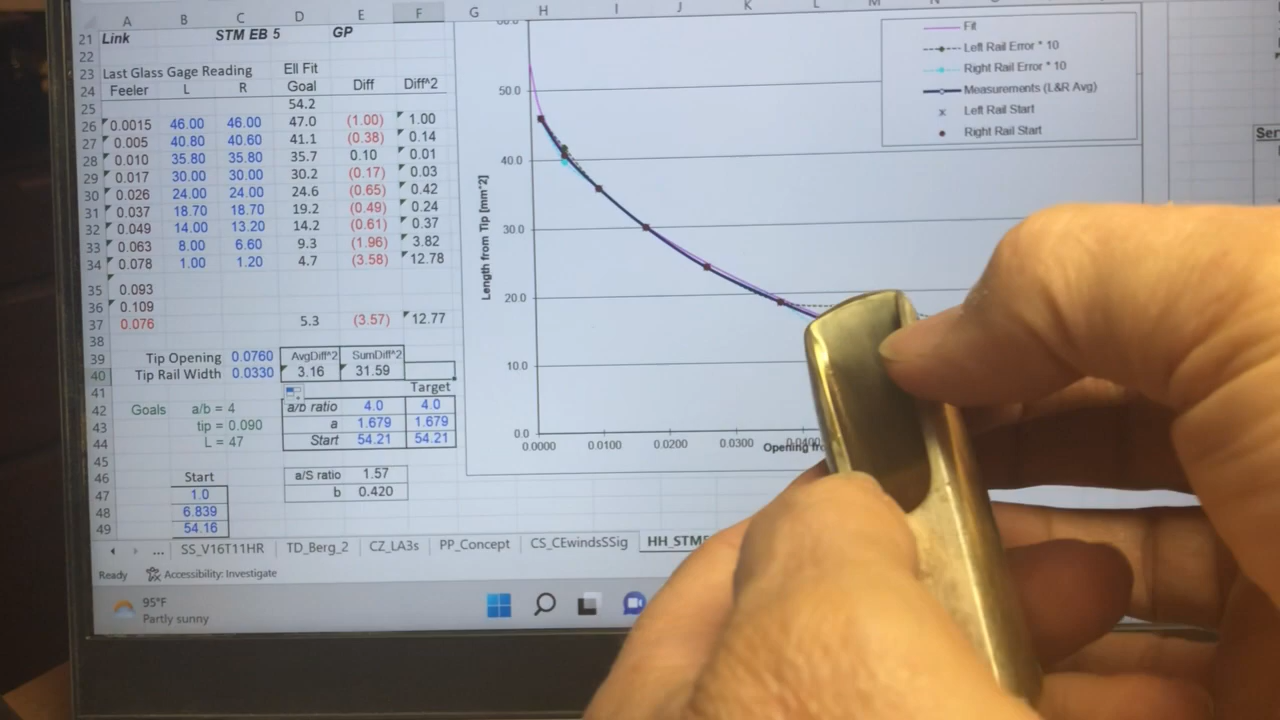 A B C D E F G H I J K L M
21 Link STM EB 5 GP
22
23 Last Glass Gage Reading Ell Fit
24 Feeler L R Goal Diff Diff^2
25 54.2
26 0.0015 46.00 46.00 47.0 (1.00) 1.00
27 0.005 40.80 40.60 41.1 (0.38) 0.14
28 0.010 35.80 35.80 35.7 0.10 0.01
29 0.017 30.00 30.00 30.2 (0.17) 0.03
30 0.026 24.00 24.00 24.6 (0.65) 0.42
31 0.037 18.70 18.70 19.2 (0.49) 0.24
32 0.049 14.00 13.20 14.2 (0.61) 0.37
33 0.063 8.00 6.60 9.3 (1.96) 3.82
34 0.078 1.00 1.20 4.7 (3.58) 12.78
35 0.093
36 0.109
37 0.076 5.3 (3.57) 12.77
38
39 Tip Opening 0.0760 AvgDiff^2 SumDiff^2
40 Tip Rail Width 0.0330 3.16 31.59
41 Target
42 Goals a/b = 4 a/b ratio 4.0 4.0
43 tip = 0.090 a 1.679 1.679
44 L = 47 Start 54.21 54.21
45
46 Start a/S ratio 1.57
47 1.0 b 0.420
48 6.839
49 54.16
50.0
40.0
30.0
20.0
10.0
0.0
Length from Tip [mm^2]
0.0000 0.0100 0.0200 0.0300 0.0400
Opening fr
Fit
Left Rail Error * 10
Right Rail Error * 10
Measurements (L&R Avg)
Left Rail Start
Right Rail Start
Ser
... SS_V16T11HR TD_Berg_2 CZ_LA3s PP_Concept CS_CEwindsSSig HH_STM
Ready Accessibility: Investigate
95°F
Partly sunny